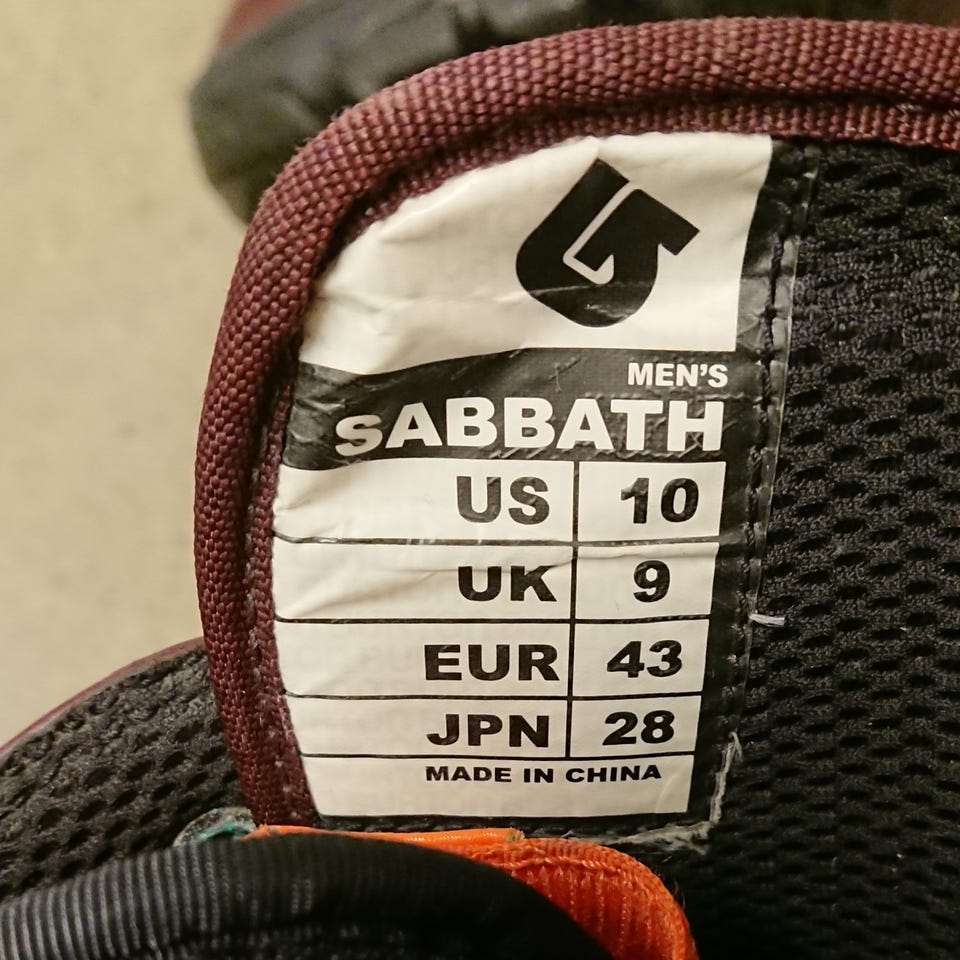 MEN'S
SABBATH
US 10
UK 9
EUR 43
JPN 28
MADE IN CHINA